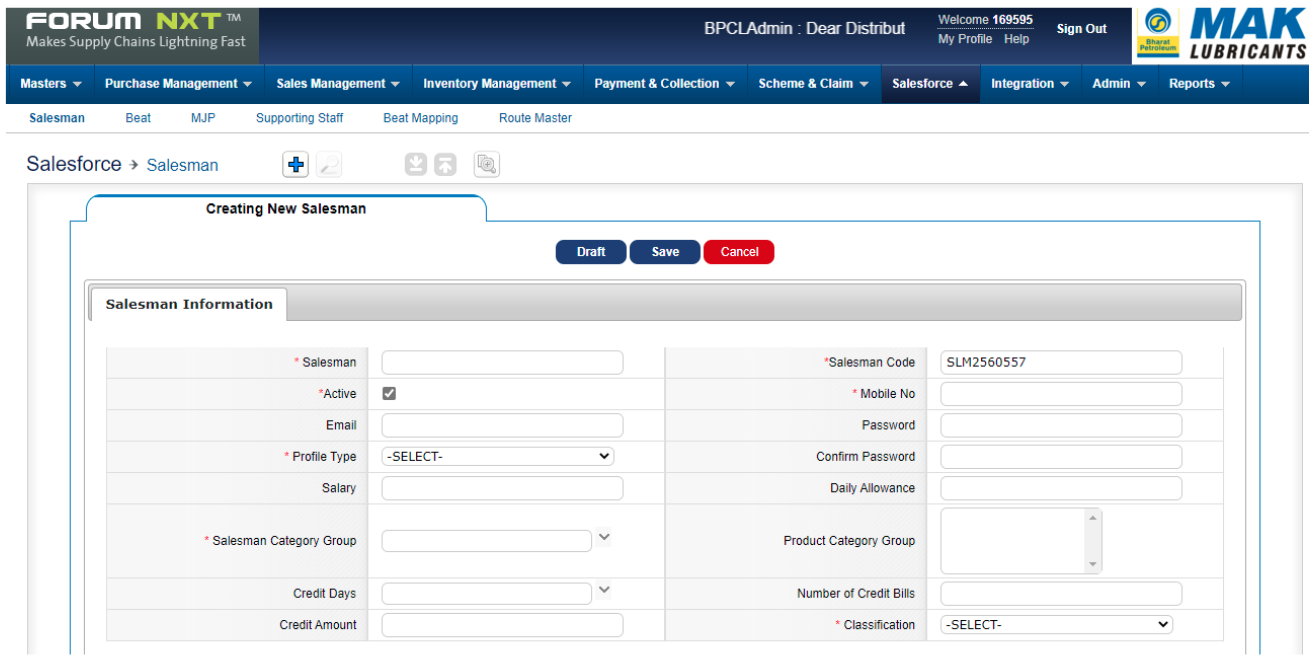 FORUM NXT TM
Makes Supply Chains Lightning Fast
BPCLAdmin : Dear Distribut
Welcome 169595
My Profile Help
Sign Out
Bharat Petroleum
MAK
LUBRICANTS
Masters Purchase Management Sales Management Inventory Management Payment & Collection Scheme & Claim Salesforce Integration Admin Reports
Salesman Beat MJP Supporting Staff Beat Mapping Route Master
Salesforce Salesman
Creating New Salesman
Draft Save Cancel
Salesman Information
* Salesman *Salesman Code SLM2560557
*Active * Mobile No
Email Password
* Profile Type -SELECT- Confirm Password
Salary Daily Allowance
* Salesman Category Group Product Category Group
Credit Days Number of Credit Bills
Credit Amount * Classification -SELECT-